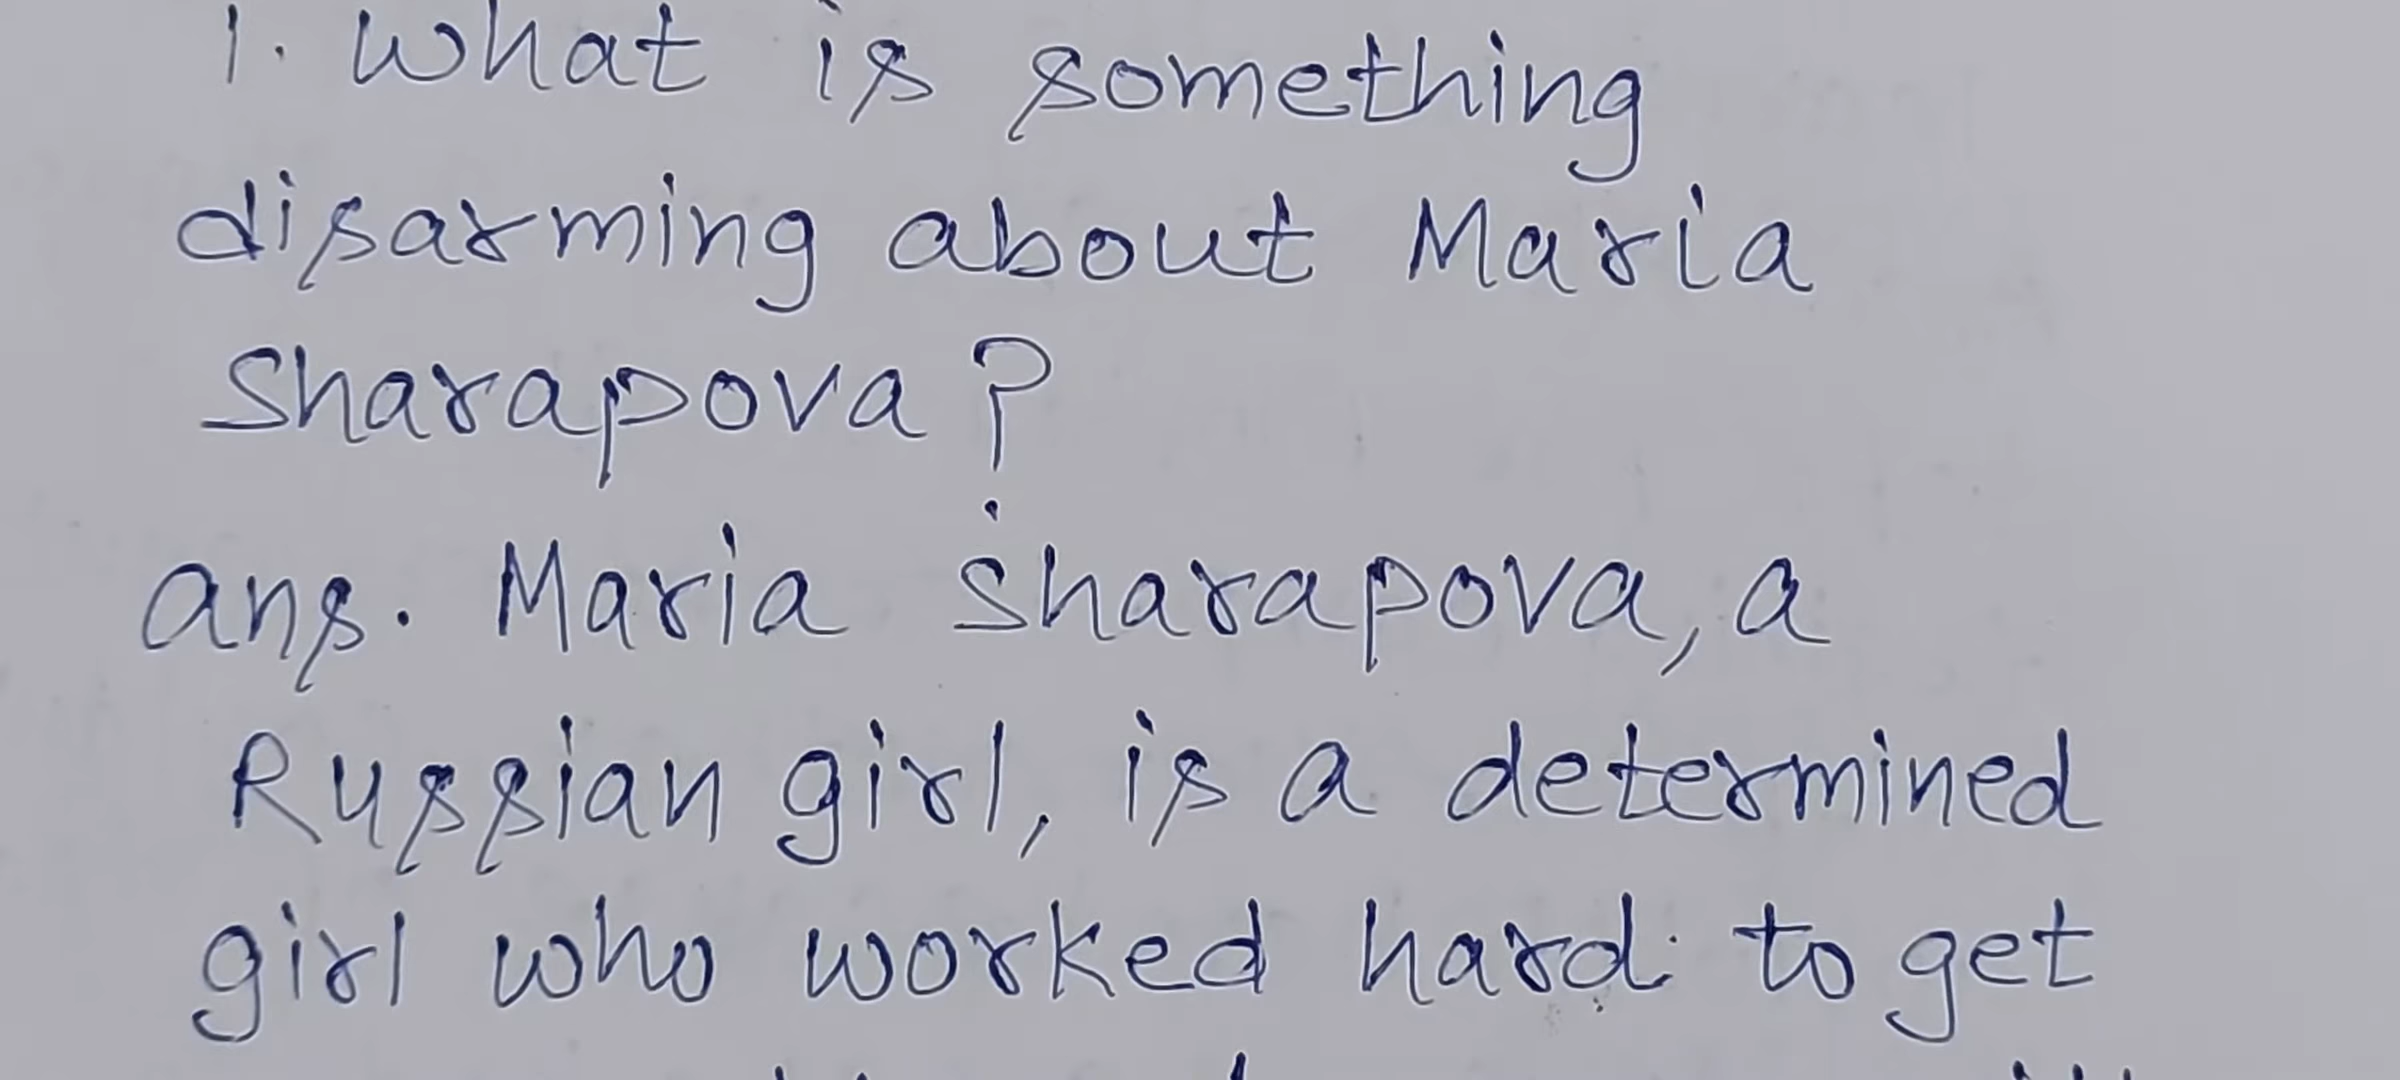 1. What is something
disarming about Maria
Sharapova?
ans. Maria Sharapova, a
Russian girl, is a determined
girl who worked hard to get